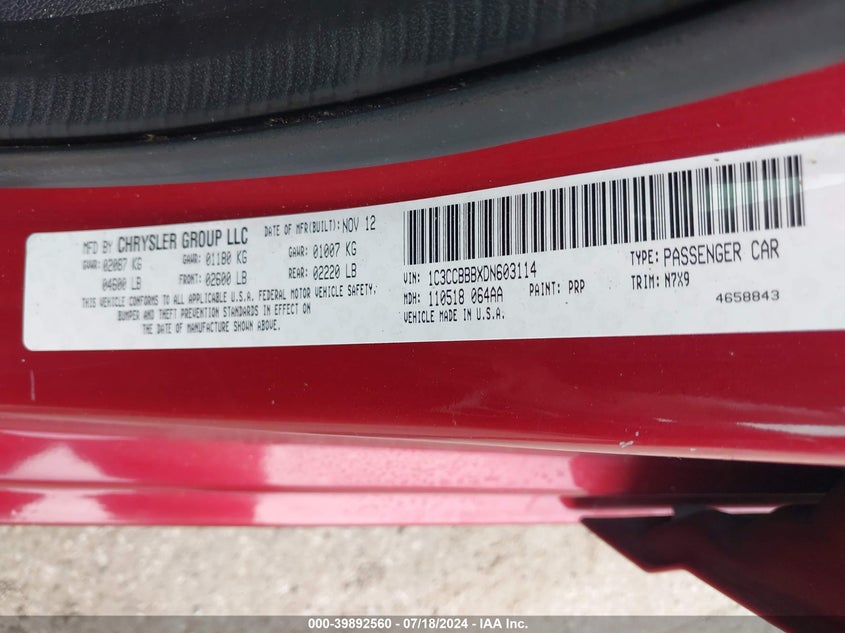 MFD BY CHRYSLER GROUP LLC DATE OF MFR(BUILT): NOV 12
GVWR: 02087 KG GAWR: 01180 KG GAWR: 01007 KG
04600 LB FRONT: 02600 LB REAR: 02220 LB
THIS VEHICLE CONFORMS TO ALL APPLICABLE U.S.A. FEDERAL MOTOR VEHICLE SAFETY,
BUMPER AND THEFT PREVENTION STANDARDS IN EFFECT ON
THE DATE OF MANUFACTURE SHOWN ABOVE.
VIN: 1C3CCBBBXDN603114 TYPE: PASSENGER CAR
MDH: 110518 064AA PAINT: PRP TRIM: N7X9
VEHICLE MADE IN U.S.A. 4658843
000-39892560 - 07/18/2024 - IAA Inc.